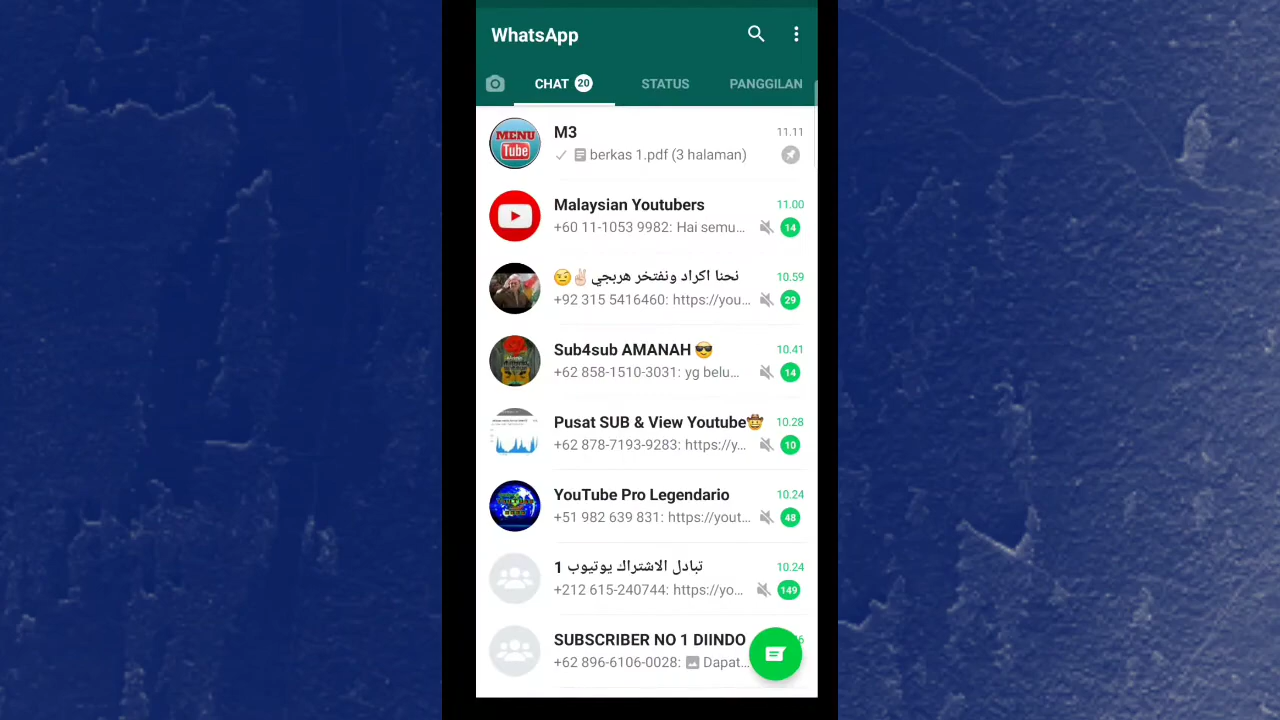 WhatsApp
CHAT 20
STATUS
PANGGILAN
MENU
Tube
M3
11.11
berkas 1.pdf (3 halaman)
Malaysian Youtubers
11.00
+60 11-1053 9982: Hai semu...
14
نحنا اكراد ونفتخر هربجي✌🏻🤨
10.59
+92 315 5416460: https://you...
29
Sub4sub AMANAH 😎
10.41
+62 858-1510-3031: yg belu...
14
Pusat SUB & View Youtube🤠
10.28
+62 878-7193-9283: https://y...
10
YouTube Pro Legendario
10.24
+51 982 639 831: https://yout...
48
تبادل الاشتراك يوتيوب 1
10.24
+212 615-240744: https://yo...
149
SUBSCRIBER NO 1 DIINDO
+62 896-6106-0028: Dapat...